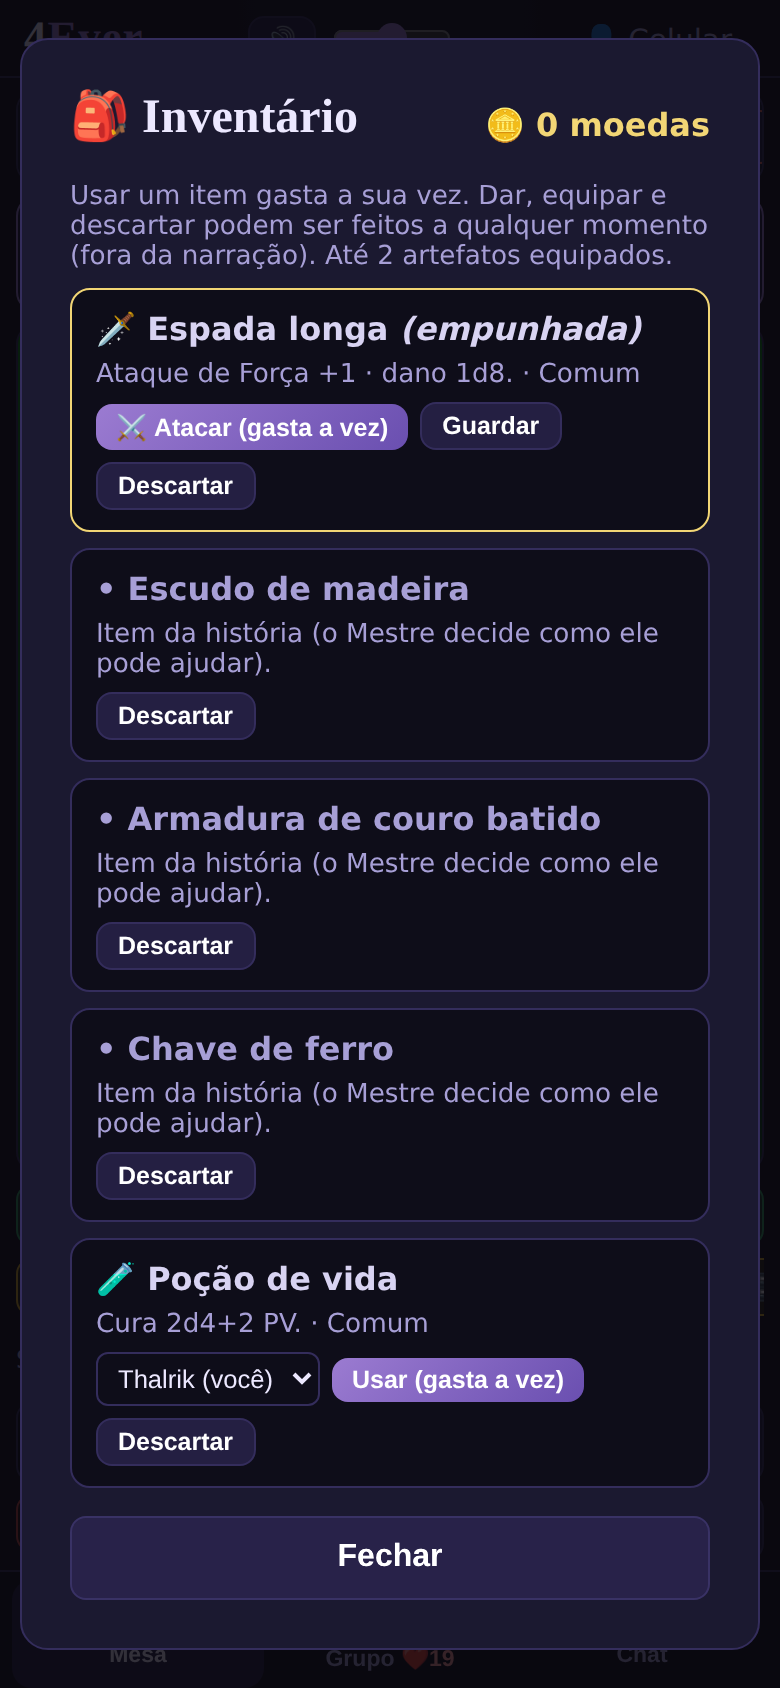 4Ever
Celular
Inventário
0 moedas
Usar um item gasta a sua vez. Dar, equipar e
descartar podem ser feitos a qualquer momento
(fora da narração). Até 2 artefatos equipados.
Espada longa (empunhada)
Ataque de Força +1 · dano 1d8. · Comum
Atacar (gasta a vez)
Guardar
Descartar
• Escudo de madeira
Item da história (o Mestre decide como ele
pode ajudar).
Descartar
• Armadura de couro batido
Item da história (o Mestre decide como ele
pode ajudar).
Descartar
• Chave de ferro
Item da história (o Mestre decide como ele
pode ajudar).
Descartar
Poção de vida
Cura 2d4+2 PV. · Comum
Thalrik (você)
Usar (gasta a vez)
Descartar
Fechar
Mesa
Grupo ❤️19
Chat